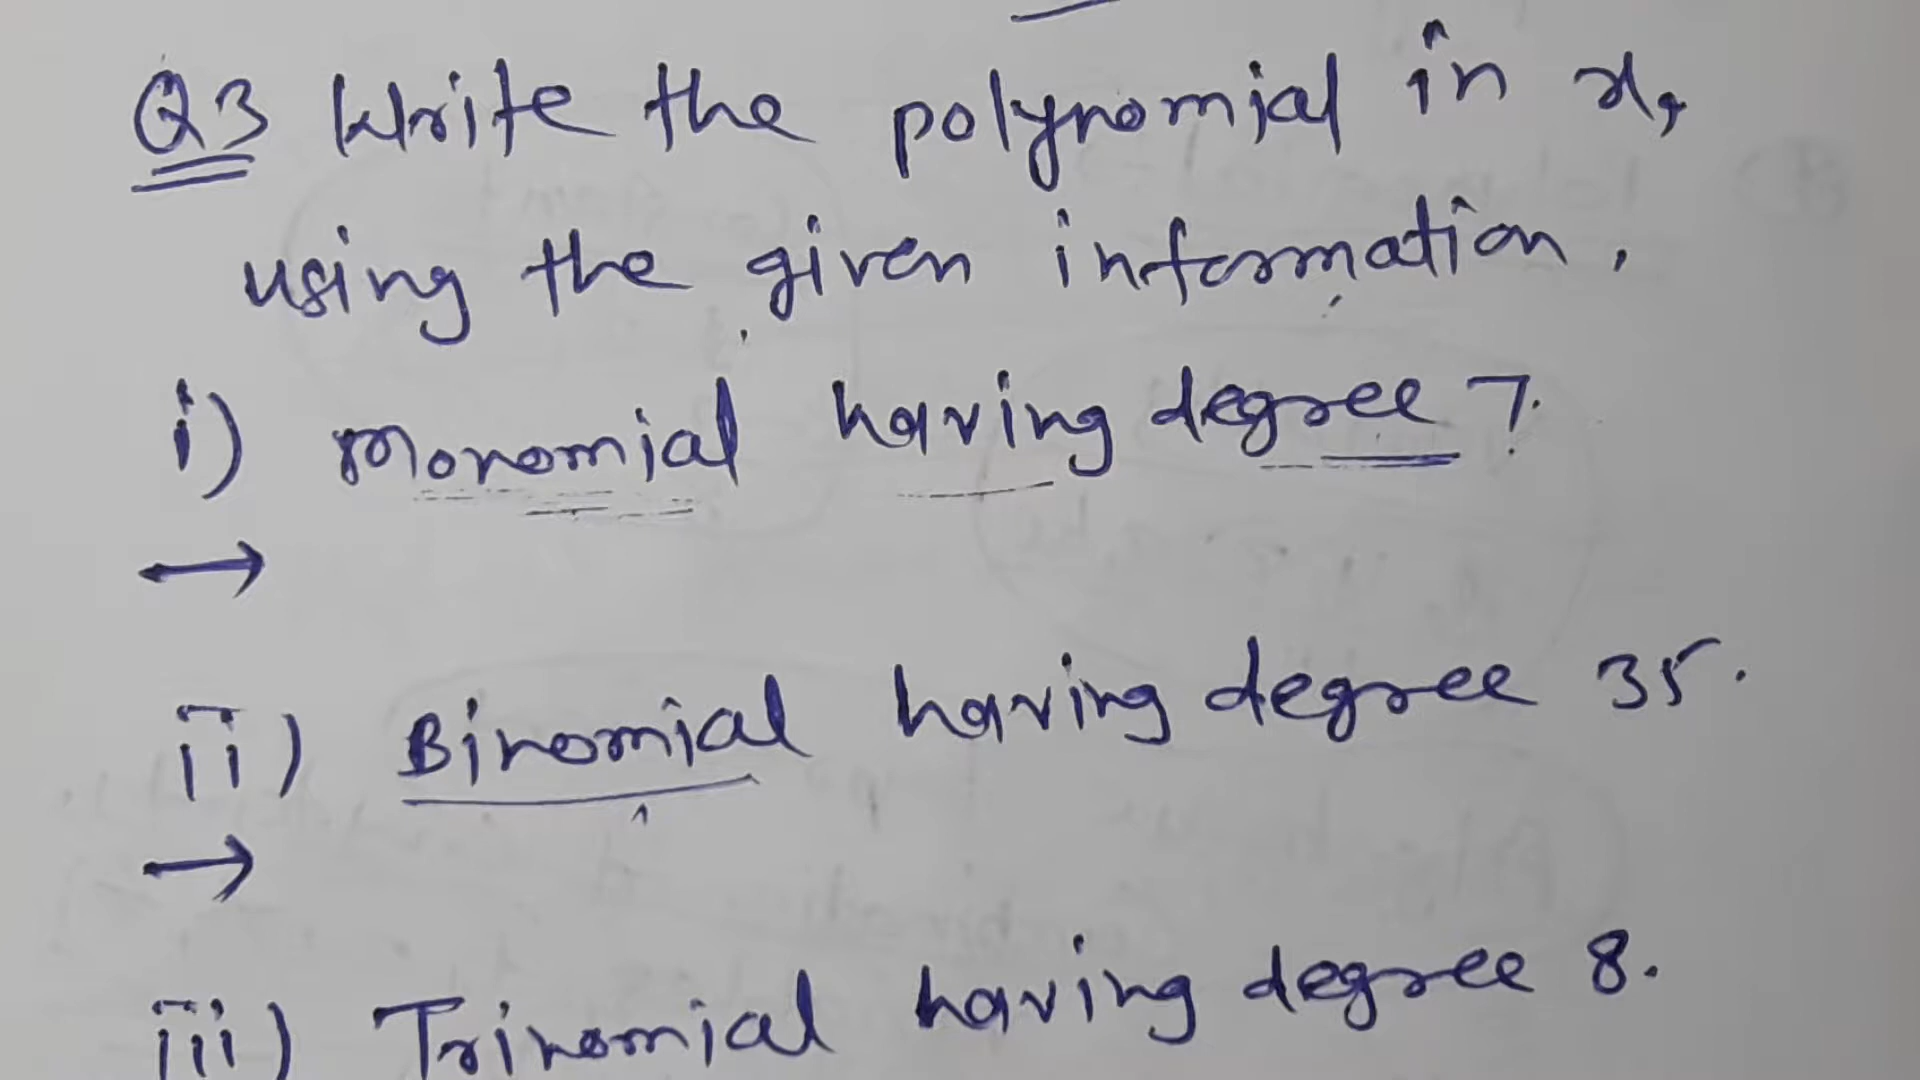 Q3 Write the polynomial in x,
using the given information.
i) Monomial having degree 7.
→
ii) Binomial having degree 35.
→
iii) Trinomial having degree 8.